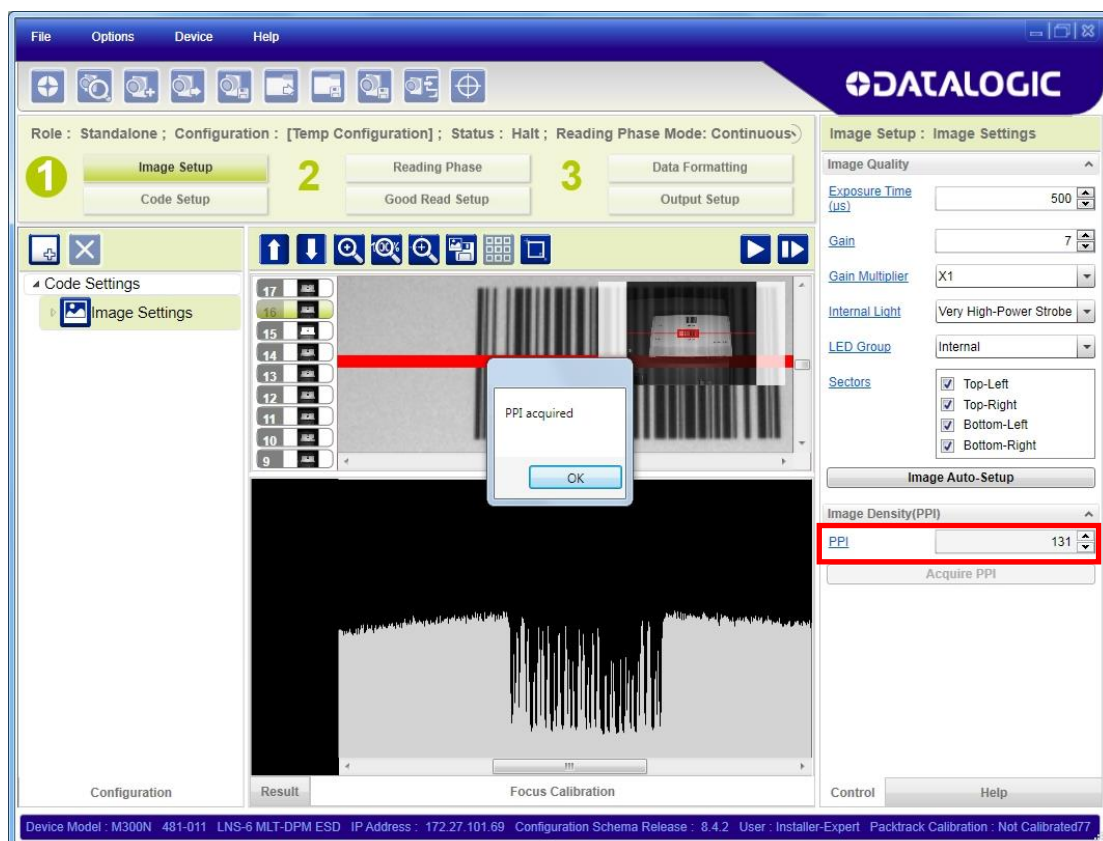 File Options Device Help
DATALOGIC
Role : Standalone ; Configuration : [Temp Configuration] ; Status : Halt ; Reading Phase Mode: Continuous
1 Image Setup 2 Reading Phase 3 Data Formatting
Code Setup Good Read Setup Output Setup
Code Settings
Image Settings
100%
17
16
15
14
13
12
11
10
9
PPI acquired
OK
Image Setup : Image Settings
Image Quality
Exposure Time
(µs) 500
Gain 7
Gain Multiplier X1
Internal Light Very High-Power Strobe
LED Group Internal
Sectors Top-Left
Top-Right
Bottom-Left
Bottom-Right
Image Auto-Setup
Image Density(PPI)
PPI 131
Acquire PPI
Configuration Result Focus Calibration Control Help
Device Model : M300N 481-011 LNS-6 MLT-DPM ESD IP Address : 172.27.101.69 Configuration Schema Release : 8.4.2 User : Installer-Expert Packtrack Calibration : Not Calibrated77